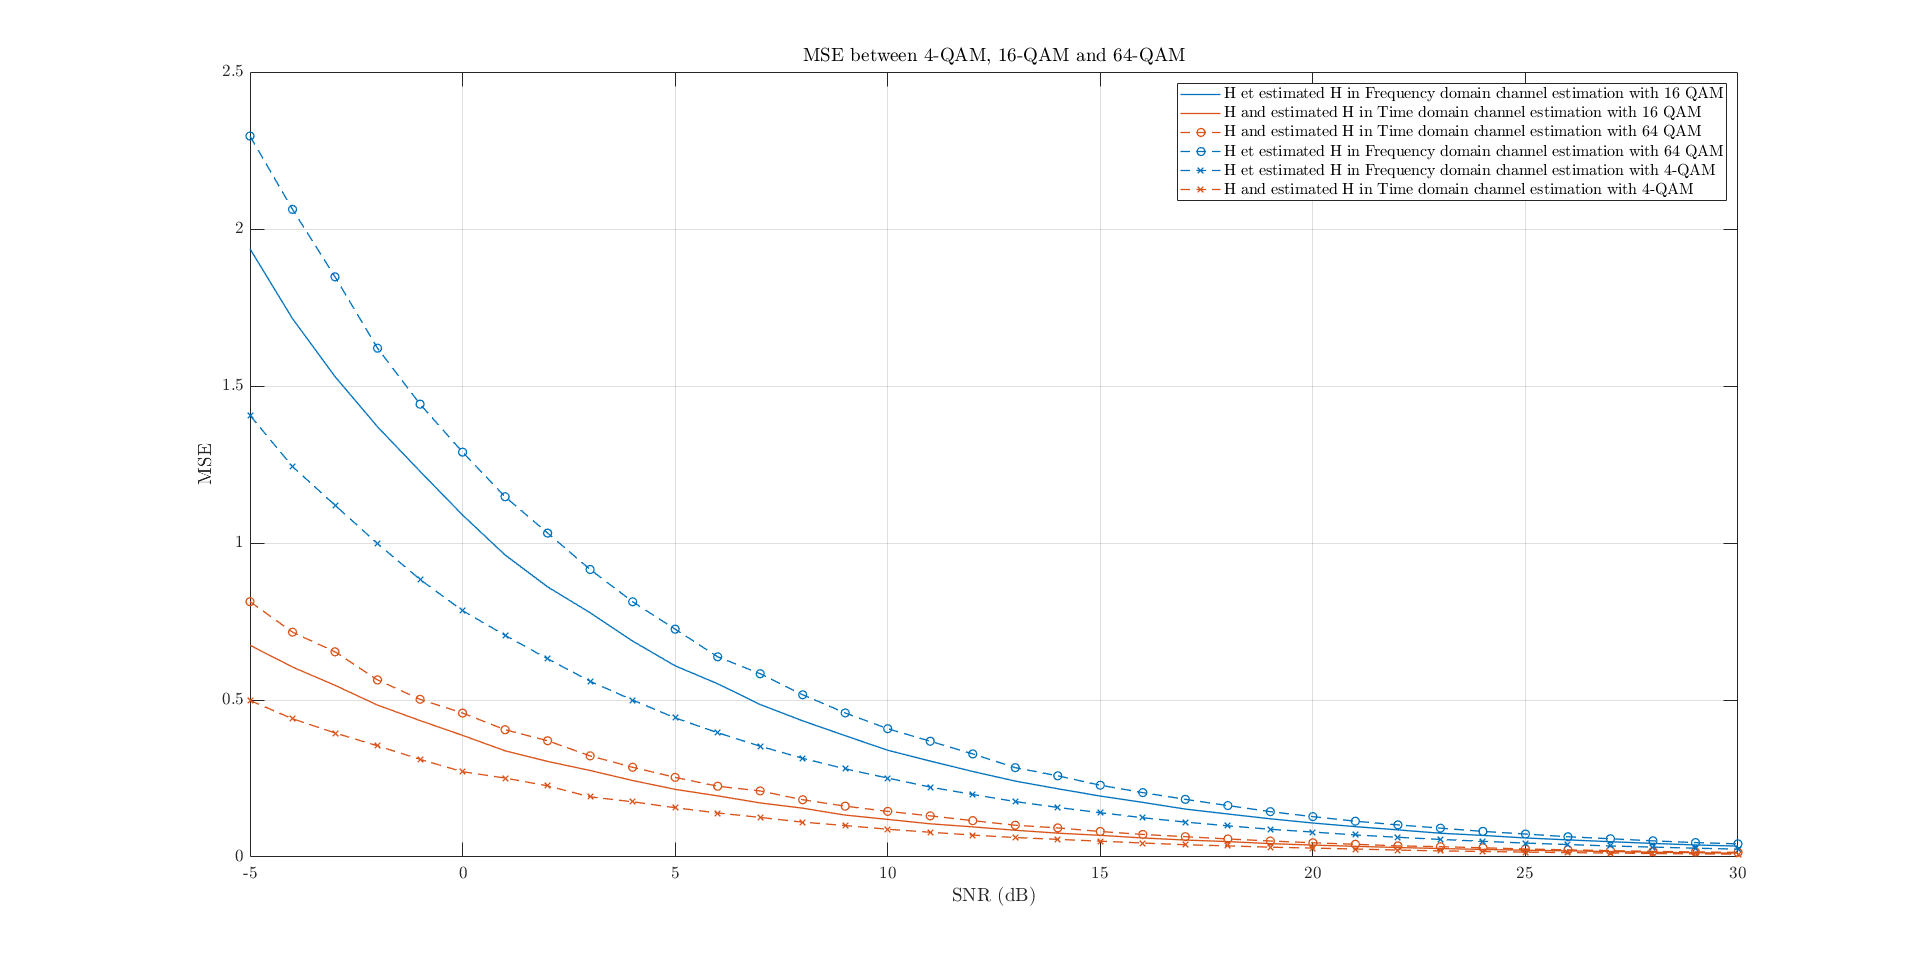 MSE between 4-QAM, 16-QAM and 64-QAM
H et estimated H in Frequency domain channel estimation with 16 QAM
H and estimated H in Time domain channel estimation with 16 QAM
H and estimated H in Time domain channel estimation with 64 QAM
H et estimated H in Frequency domain channel estimation with 64 QAM
H et estimated H in Frequency domain channel estimation with 4-QAM
H and estimated H in Time domain channel estimation with 4-QAM
2.5
2
1.5
1
0.5
0
MSE
-5 0 5 10 15 20 25 30
SNR (dB)